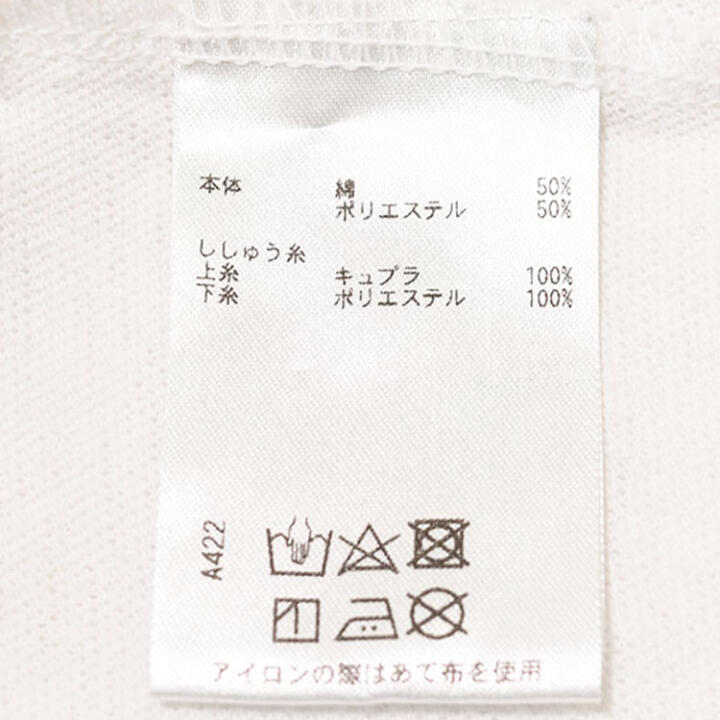 本体 綿 50%
ポリエステル 50%
ししゅう糸
上糸 キュプラ 100%
下糸 ポリエステル 100%
A422
アイロンの際はあて布を使用